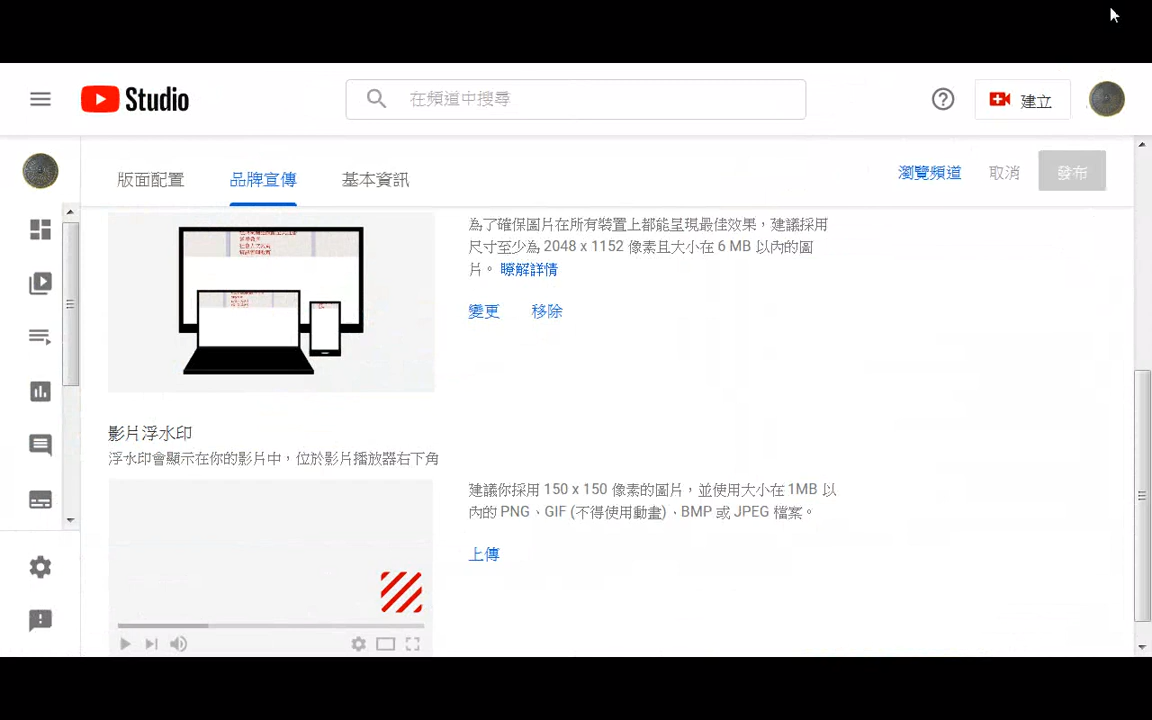 Studio
在頻道中搜尋
建立
版面配置
品牌宣傳
基本資訊
瀏覽頻道
取消
發布
為了確保圖片在所有裝置上都能呈現最佳效果，建議採用
尺寸至少為 2048 x 1152 像素且大小在 6 MB 以內的圖
片。 瞭解詳情
變更
移除
影片浮水印
浮水印會顯示在你的影片中，位於影片播放器右下角
建議你採用 150 x 150 像素的圖片，並使用大小在 1MB 以
內的 PNG、GIF (不得使用動畫)、BMP 或 JPEG 檔案。
上傳